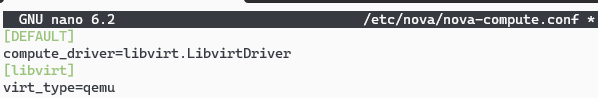 GNU nano 6.2 /etc/nova/nova-compute.conf *
[DEFAULT]
compute_driver=libvirt.LibvirtDriver
[libvirt]
virt_type=qemu